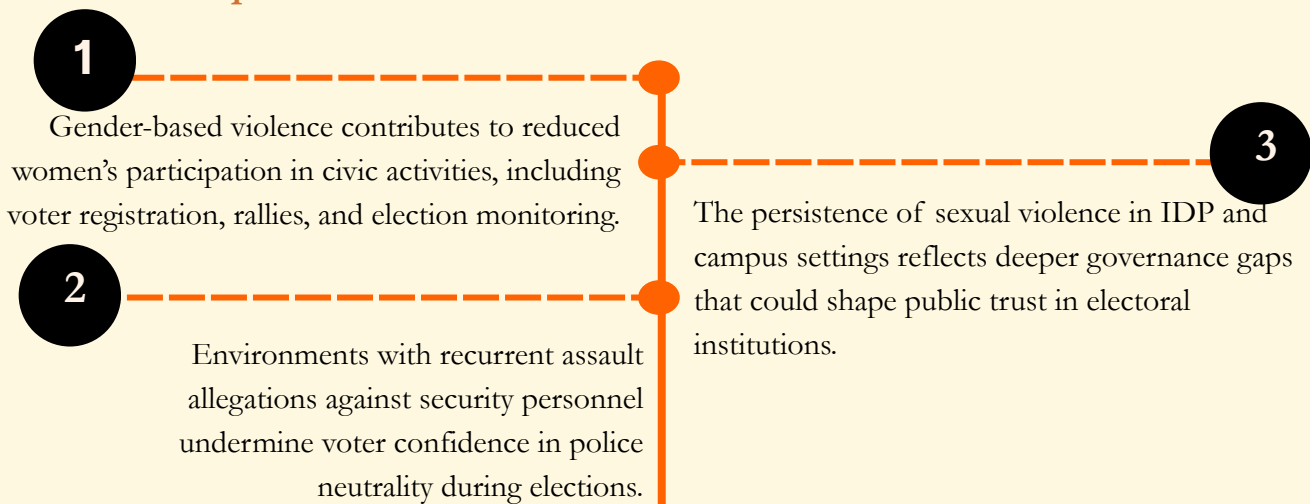 1
Gender-based violence contributes to reduced
women's participation in civic activities, including
voter registration, rallies, and election monitoring.
2
Environments with recurrent assault
allegations against security personnel
undermine voter confidence in police
neutrality during elections.
3
The persistence of sexual violence in IDP and
campus settings reflects deeper governance gaps
that could shape public trust in electoral
institutions.